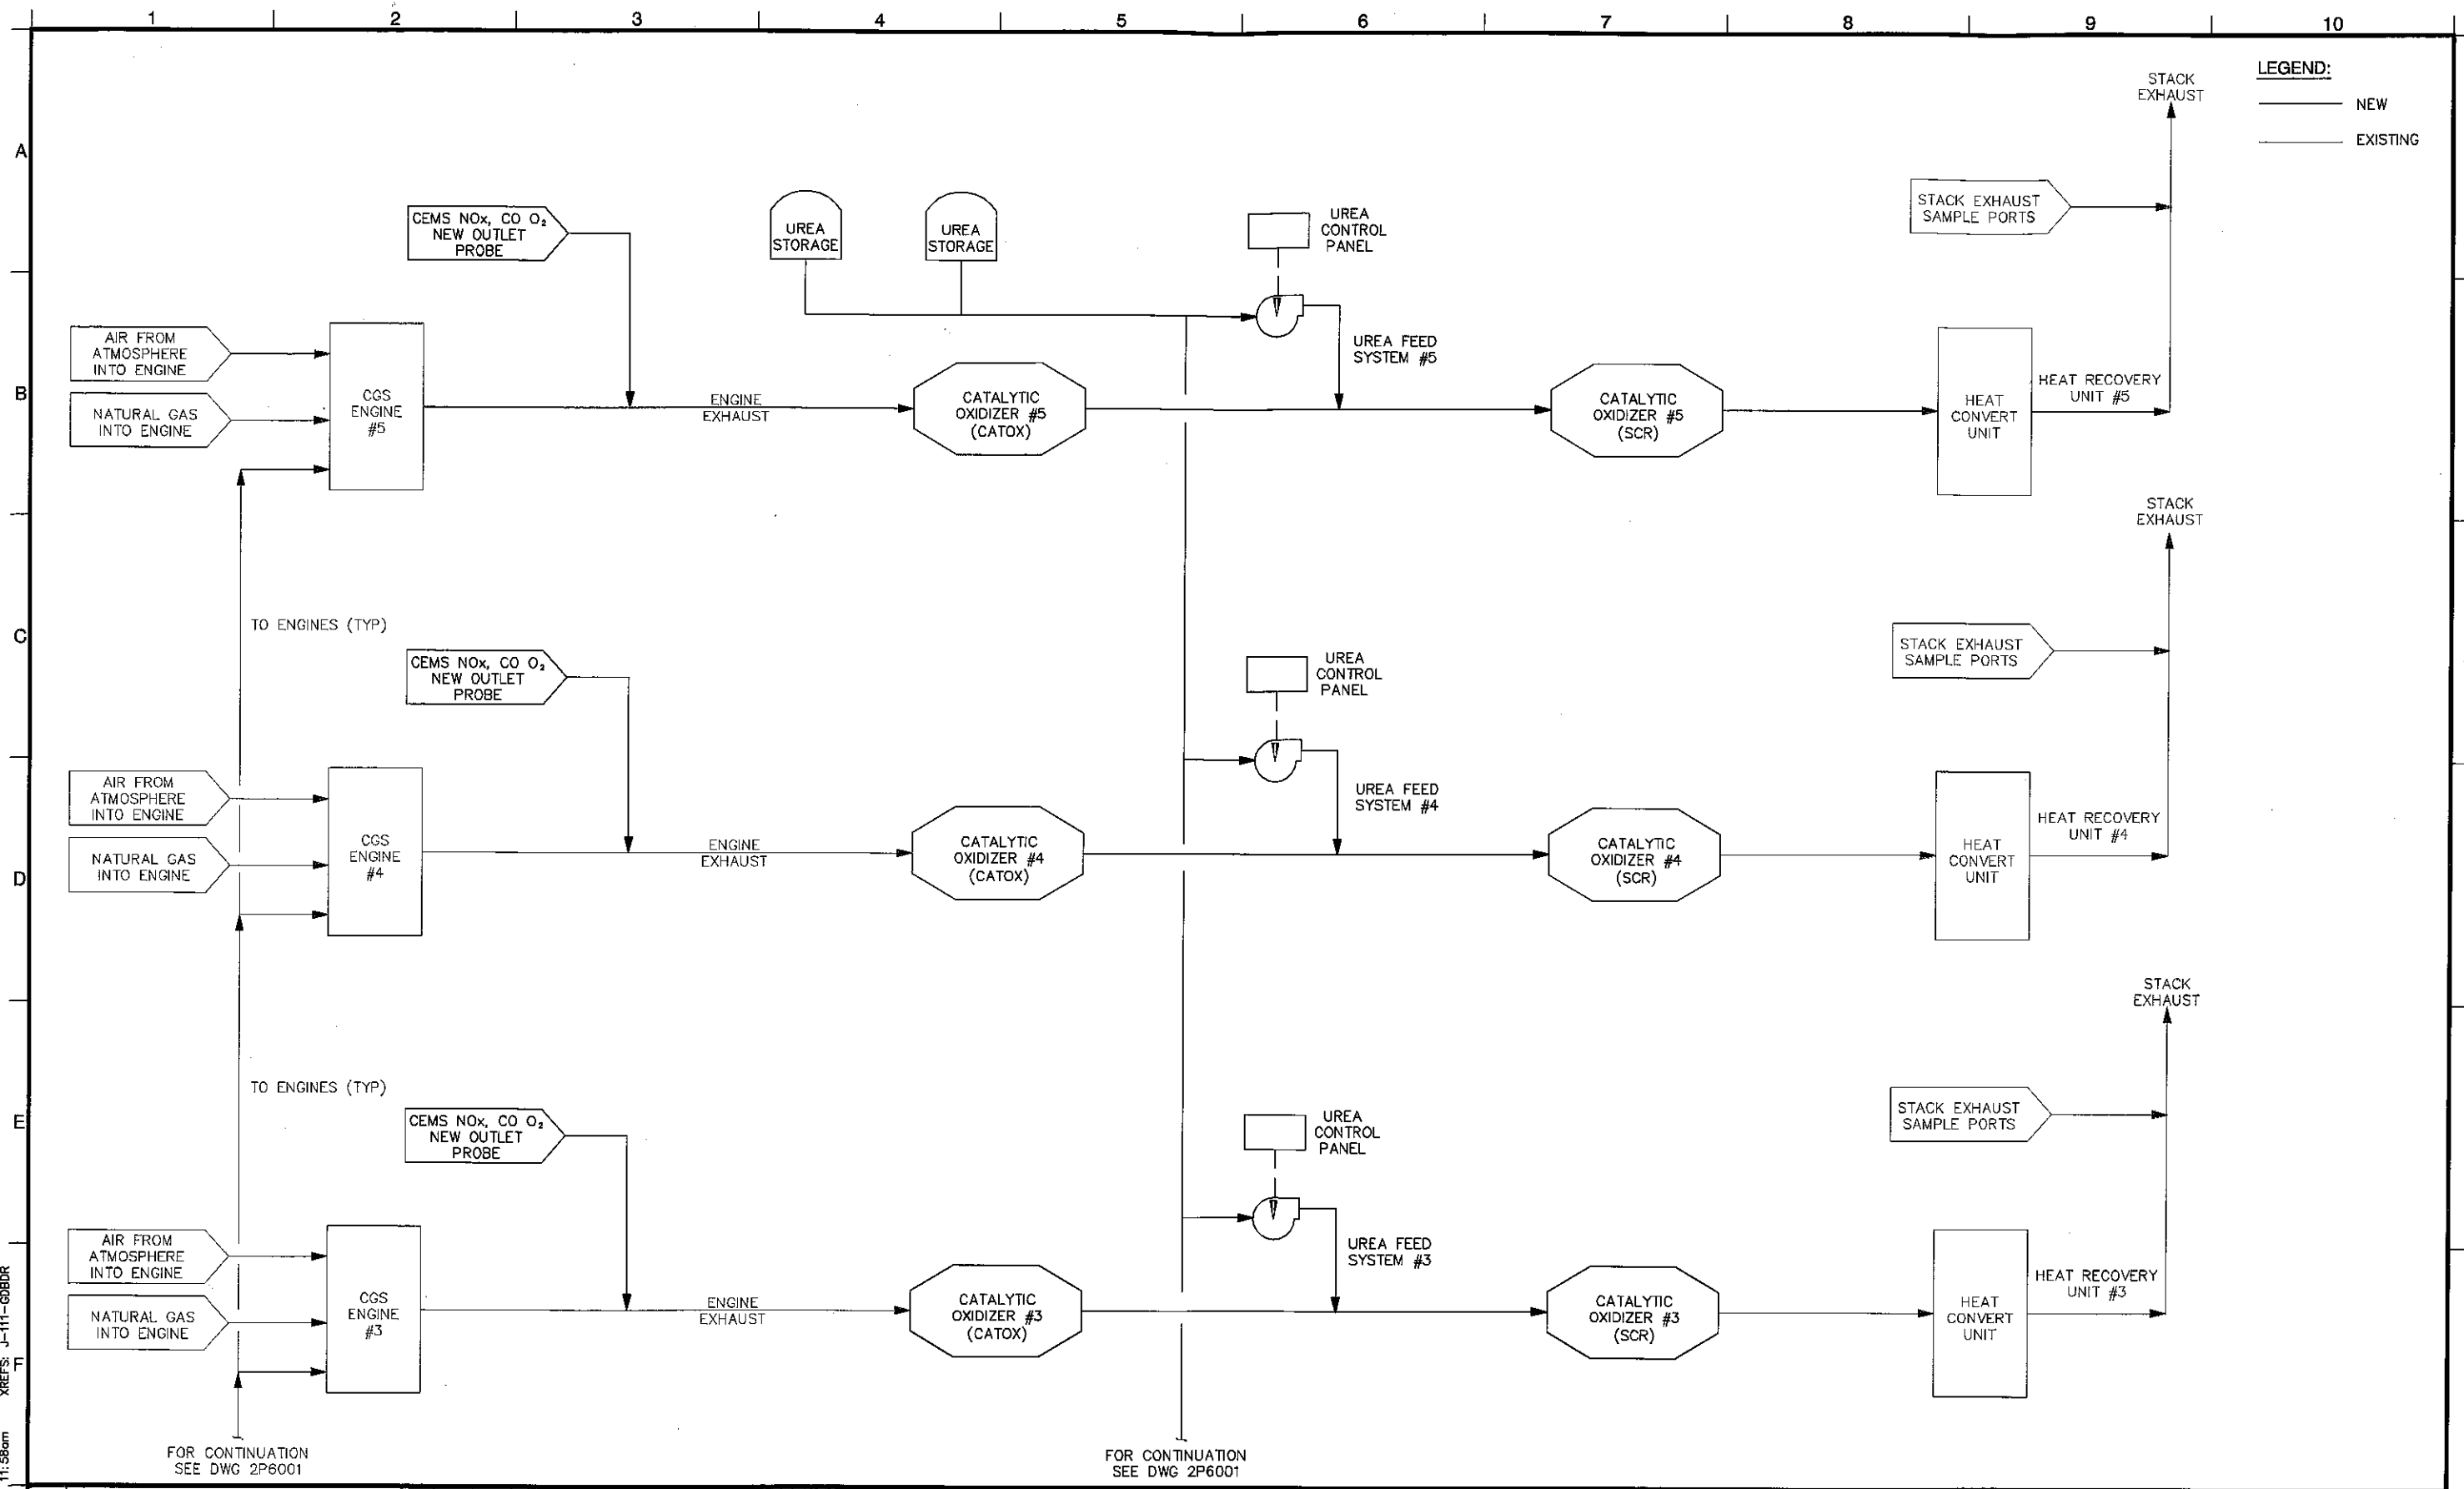 1 2 3 4 5 6 7 8 9 10
LEGEND:
NEW
EXISTING
STACK
EXHAUST
A
STACK EXHAUST
SAMPLE PORTS
CEMS NOx, CO O₂
NEW OUTLET
PROBE
UREA
STORAGE
UREA
STORAGE
UREA
CONTROL
PANEL
AIR FROM
ATMOSPHERE
INTO ENGINE
UREA FEED
SYSTEM #5
B
NATURAL GAS
INTO ENGINE
CGS
ENGINE
#5
ENGINE
EXHAUST
CATALYTIC
OXIDIZER #5
(CATOX)
CATALYTIC
OXIDIZER #5
(SCR)
HEAT
CONVERT
UNIT
HEAT RECOVERY
UNIT #5
STACK
EXHAUST
C
TO ENGINES (TYP)
CEMS NOx, CO O₂
NEW OUTLET
PROBE
UREA
CONTROL
PANEL
STACK EXHAUST
SAMPLE PORTS
AIR FROM
ATMOSPHERE
INTO ENGINE
UREA FEED
SYSTEM #4
D
NATURAL GAS
INTO ENGINE
CGS
ENGINE
#4
ENGINE
EXHAUST
CATALYTIC
OXIDIZER #4
(CATOX)
CATALYTIC
OXIDIZER #4
(SCR)
HEAT
CONVERT
UNIT
HEAT RECOVERY
UNIT #4
STACK
EXHAUST
TO ENGINES (TYP)
E
CEMS NOx, CO O₂
NEW OUTLET
PROBE
UREA
CONTROL
PANEL
STACK EXHAUST
SAMPLE PORTS
AIR FROM
ATMOSPHERE
INTO ENGINE
UREA FEED
SYSTEM #3
NATURAL GAS
INTO ENGINE
CGS
ENGINE
#3
ENGINE
EXHAUST
CATALYTIC
OXIDIZER #3
(CATOX)
CATALYTIC
OXIDIZER #3
(SCR)
HEAT
CONVERT
UNIT
HEAT RECOVERY
UNIT #3
F
FOR CONTINUATION
SEE DWG 2P6001
FOR CONTINUATION
SEE DWG 2P6001
11:58am XREFS: J-111-GDBDR